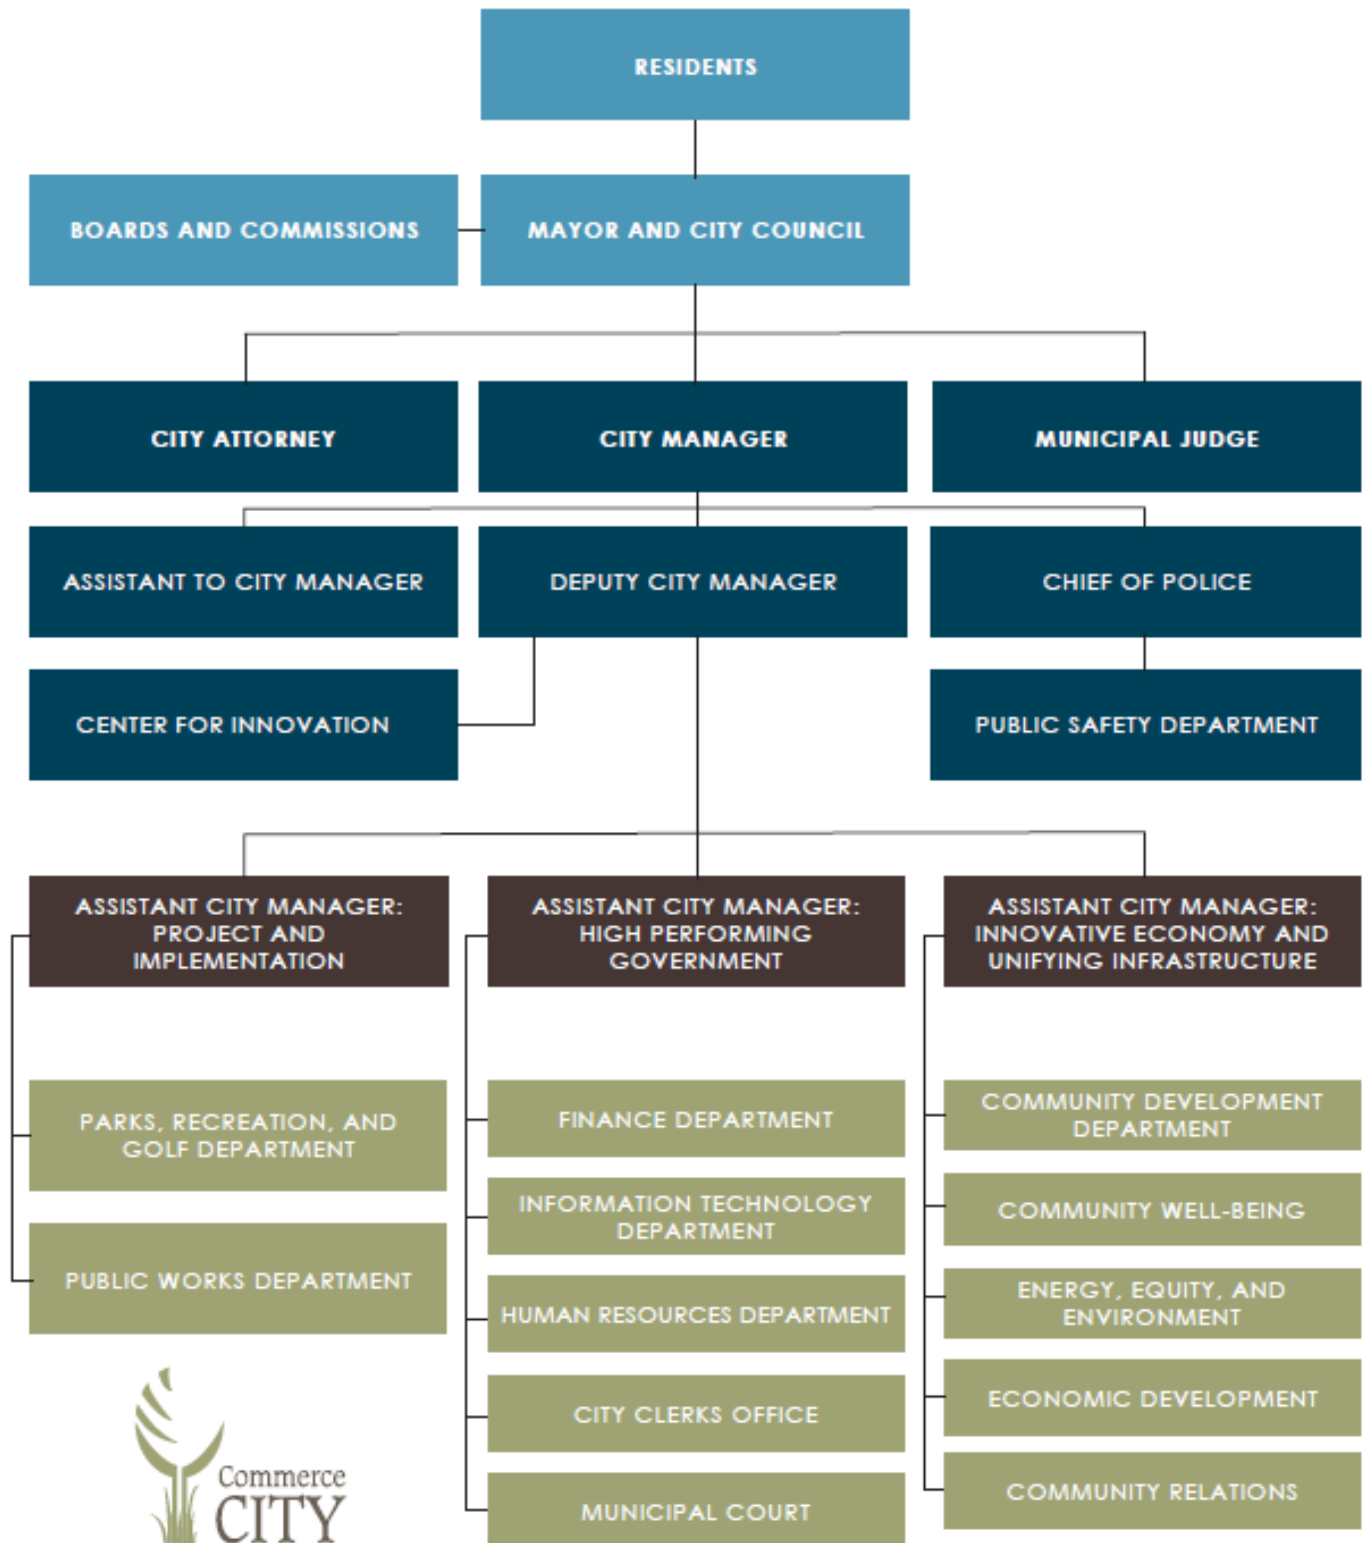 RESIDENTS
BOARDS AND COMMISSIONS
MAYOR AND CITY COUNCIL
CITY ATTORNEY
CITY MANAGER
MUNICIPAL JUDGE
ASSISTANT TO CITY MANAGER
DEPUTY CITY MANAGER
CHIEF OF POLICE
CENTER FOR INNOVATION
PUBLIC SAFETY DEPARTMENT
ASSISTANT CITY MANAGER:
PROJECT AND
IMPLEMENTATION
ASSISTANT CITY MANAGER:
HIGH PERFORMING
GOVERNMENT
ASSISTANT CITY MANAGER:
INNOVATIVE ECONOMY AND
UNIFYING INFRASTRUCTURE
PARKS, RECREATION, AND
GOLF DEPARTMENT
PUBLIC WORKS DEPARTMENT
FINANCE DEPARTMENT
INFORMATION TECHNOLOGY
DEPARTMENT
HUMAN RESOURCES DEPARTMENT
CITY CLERKS OFFICE
MUNICIPAL COURT
COMMUNITY DEVELOPMENT
DEPARTMENT
COMMUNITY WELL-BEING
ENERGY, EQUITY, AND
ENVIRONMENT
ECONOMIC DEVELOPMENT
COMMUNITY RELATIONS
Commerce
CITY